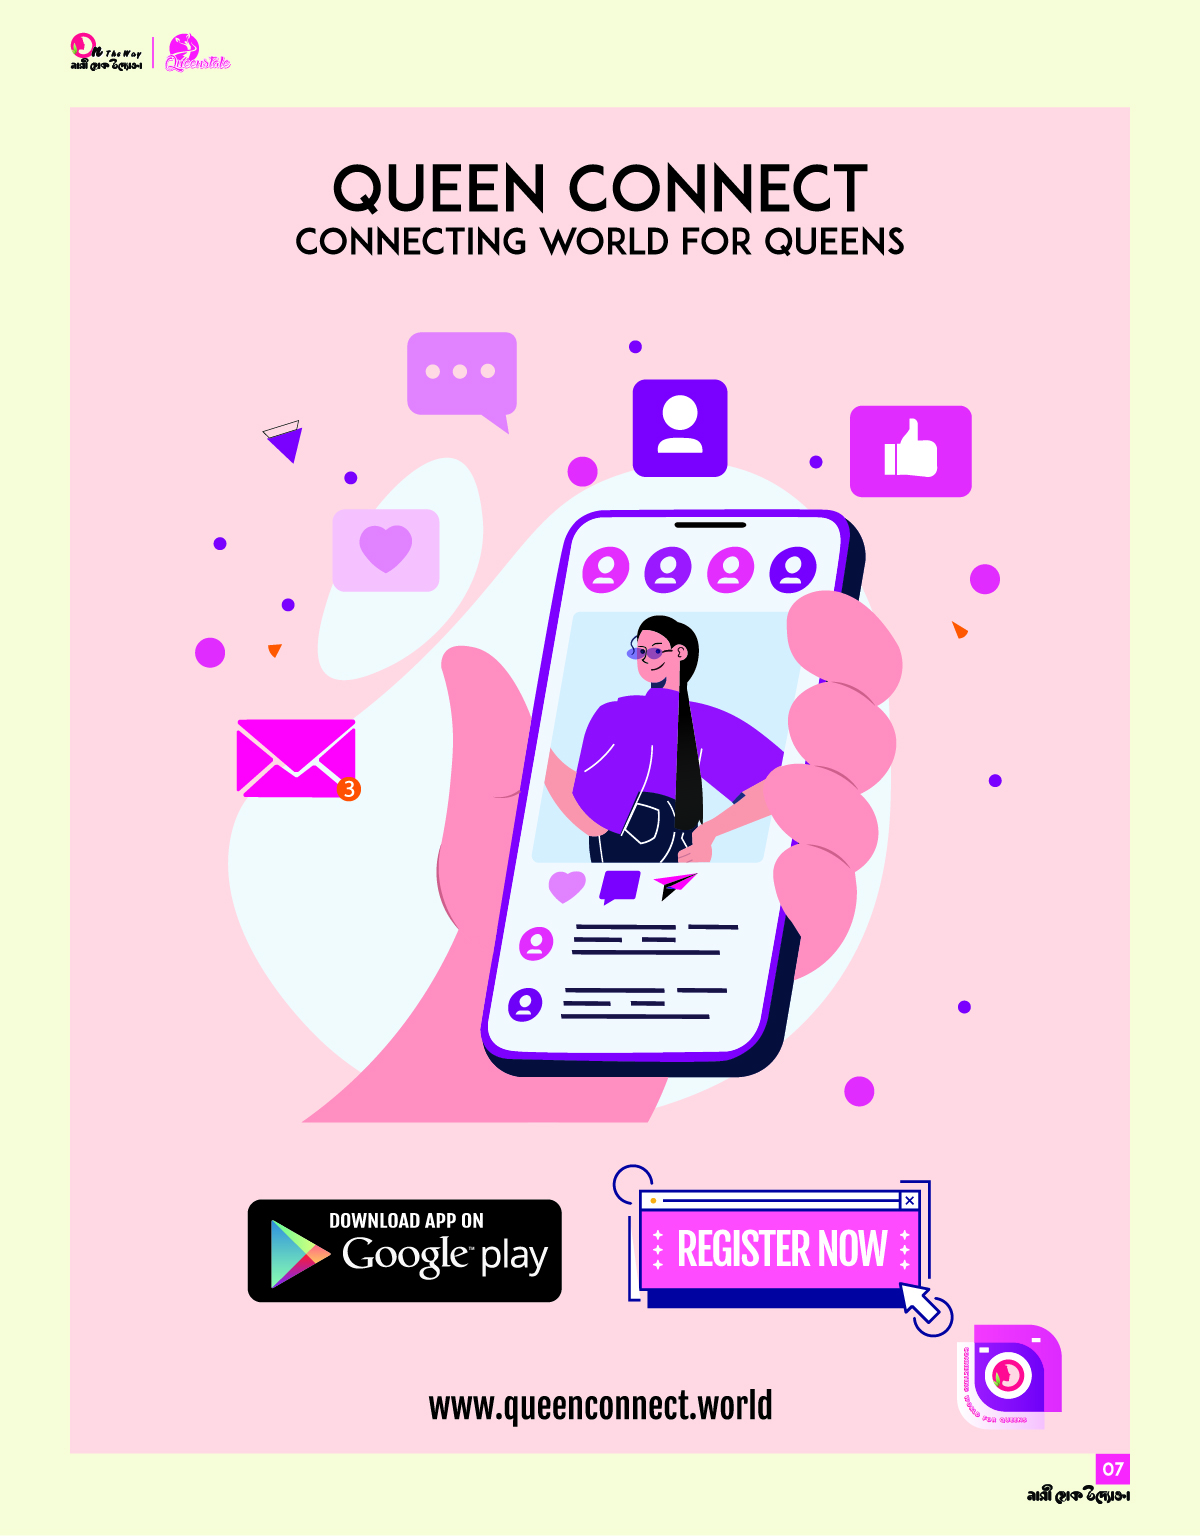 On The Way
নারী হোক উদ্যোক্তা
Queenstale
QUEEN CONNECT
CONNECTING WORLD FOR QUEENS
3
DOWNLOAD APP ON
Google™ play
REGISTER NOW
CONNECTING WORLD FOR QUEENS
www.queenconnect.world
07
নারী হোক উদ্যোক্তা